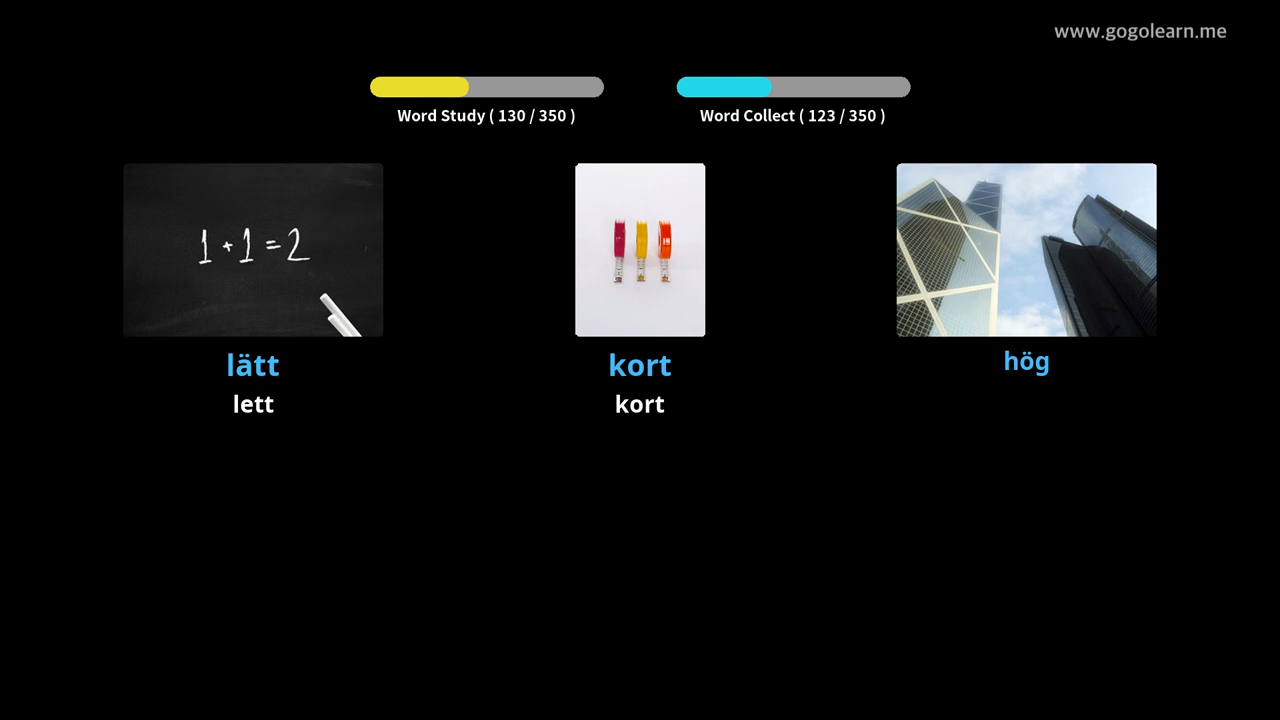 www.gogolearn.me
Word Study ( 130 / 350 )
Word Collect ( 123 / 350 )
1 + 1 = 2
lätt
kort
hög
lett
kort